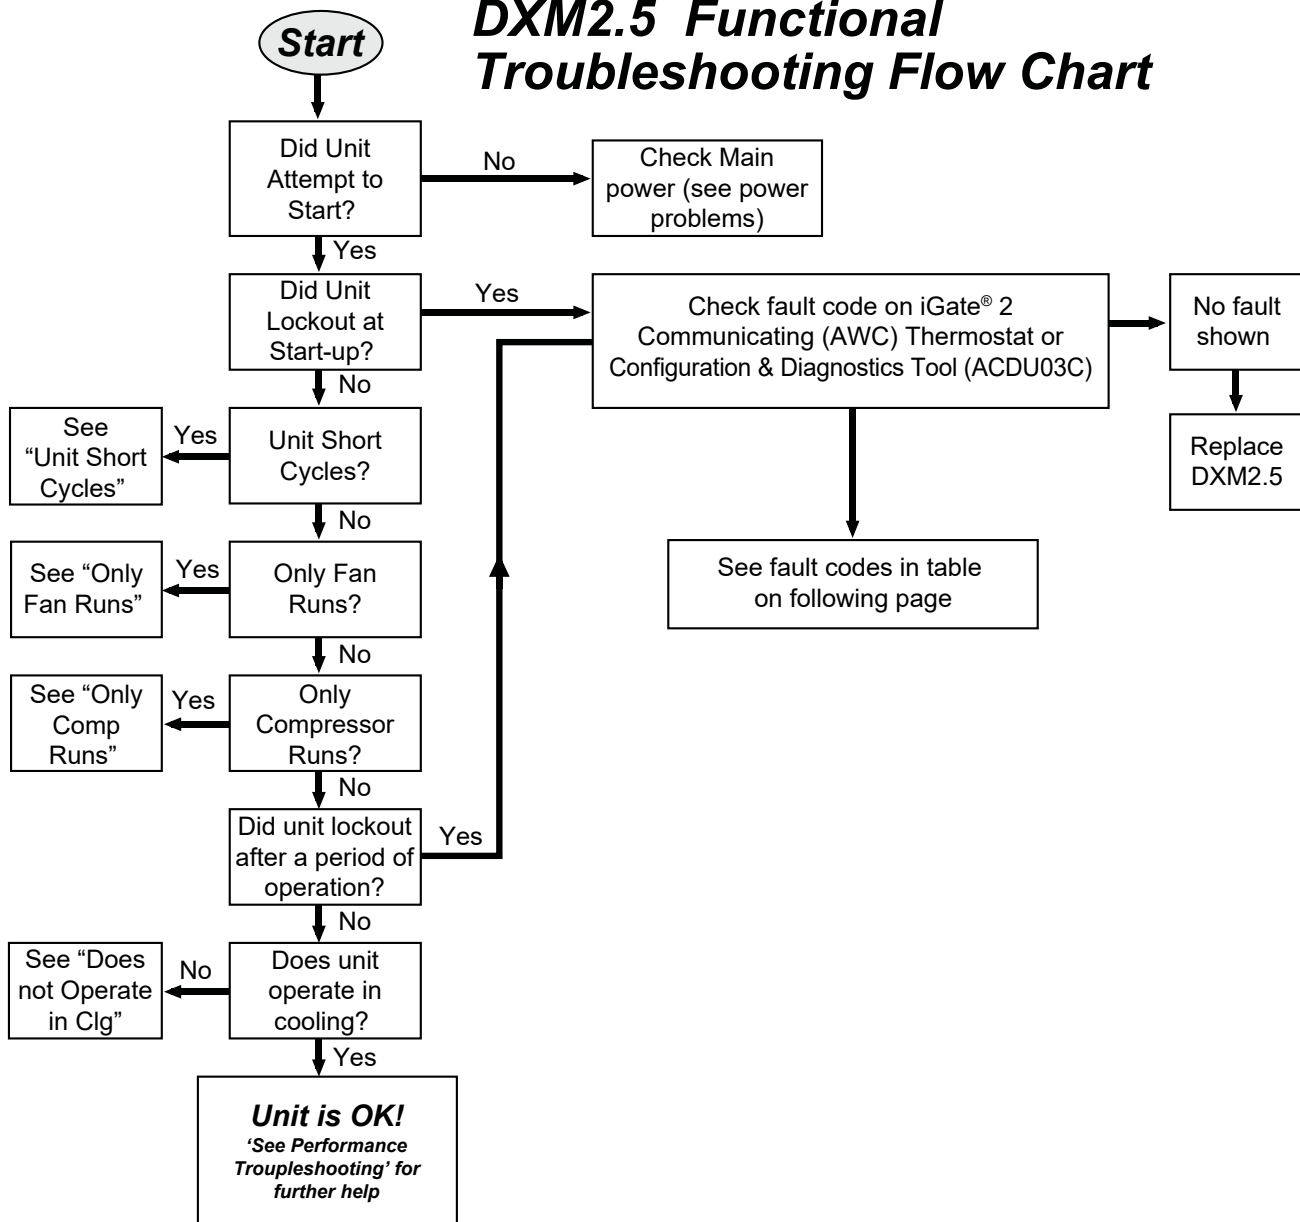 DXM2.5 Functional
Troubleshooting Flow Chart
Start
Did Unit
Attempt to
Start?
No
Check Main
power (see power
problems)
Yes
Did Unit
Lockout at
Start-up?
Yes
Check fault code on iGate® 2
Communicating (AWC) Thermostat or
Configuration & Diagnostics Tool (ACDU03C)
No fault
shown
Replace
DXM2.5
See fault codes in table
on following page
No
Unit Short
Cycles?
Yes
See
“Unit Short
Cycles”
No
Only Fan
Runs?
Yes
See “Only
Fan Runs”
No
Only
Compressor
Runs?
Yes
See “Only
Comp
Runs”
No
Did unit lockout
after a period of
operation?
Yes
No
Does unit
operate in
cooling?
No
See “Does
not Operate
in Clg”
Yes
Unit is OK!
‘See Performance
Troupleshooting’ for
further help